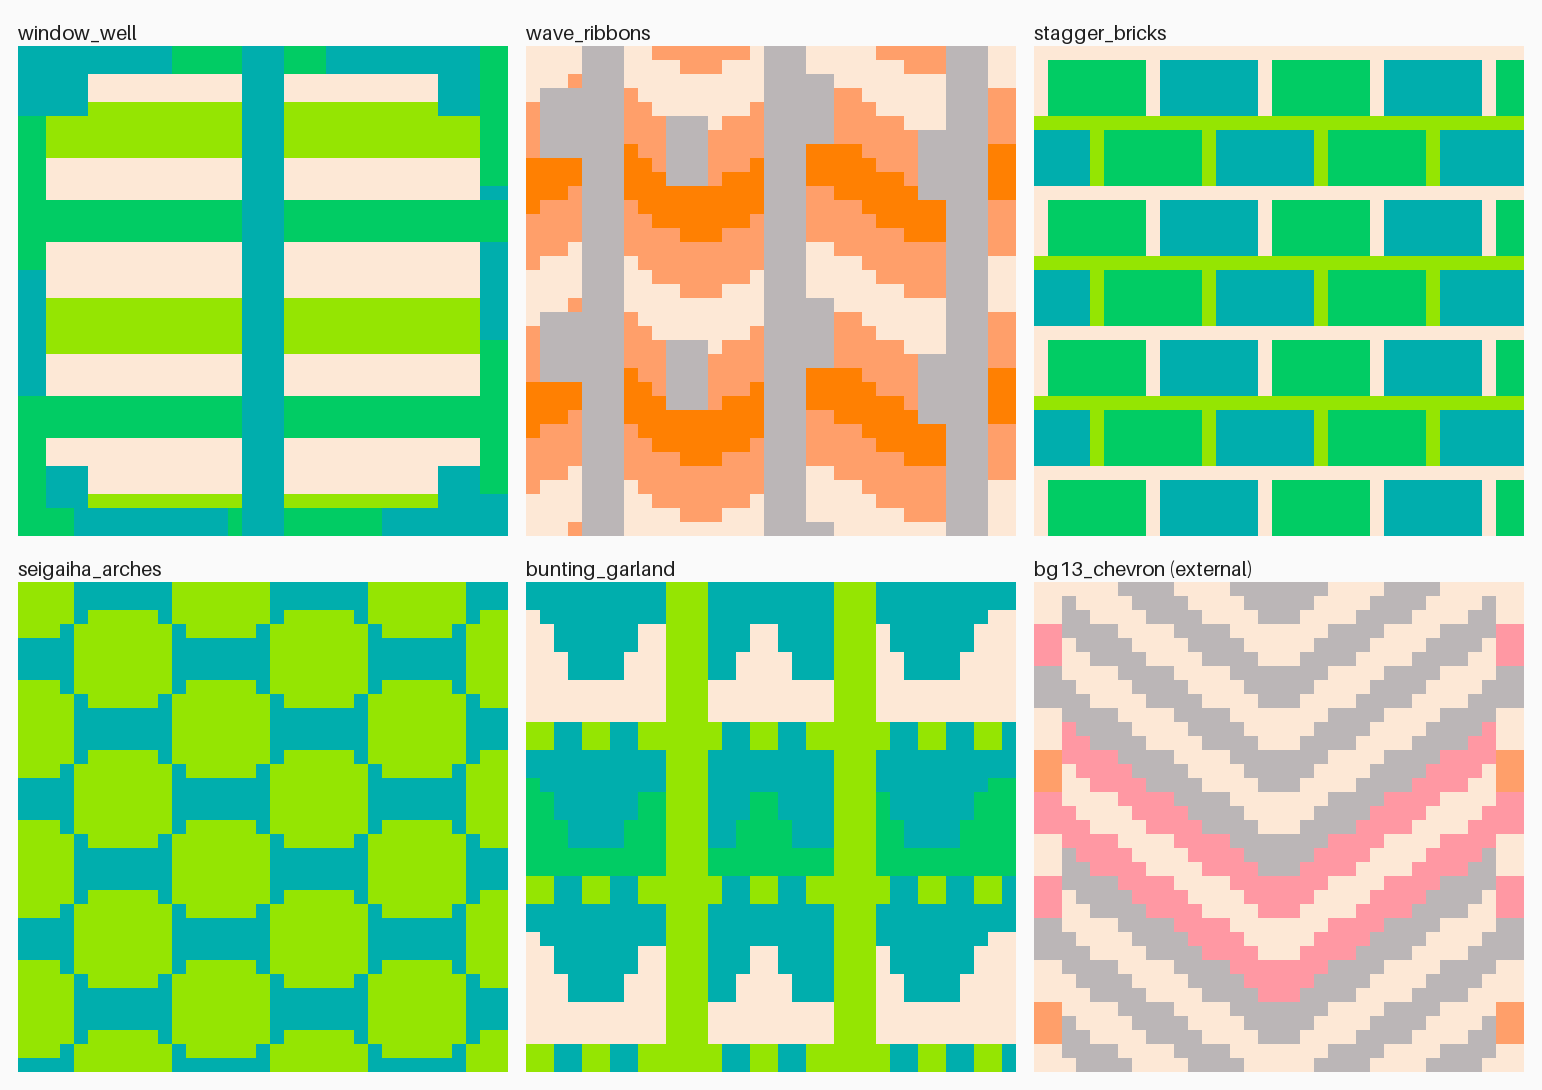 window_well
wave_ribbons
stagger_bricks
seigaiha_arches
bunting_garland
bg13_chevron (external)